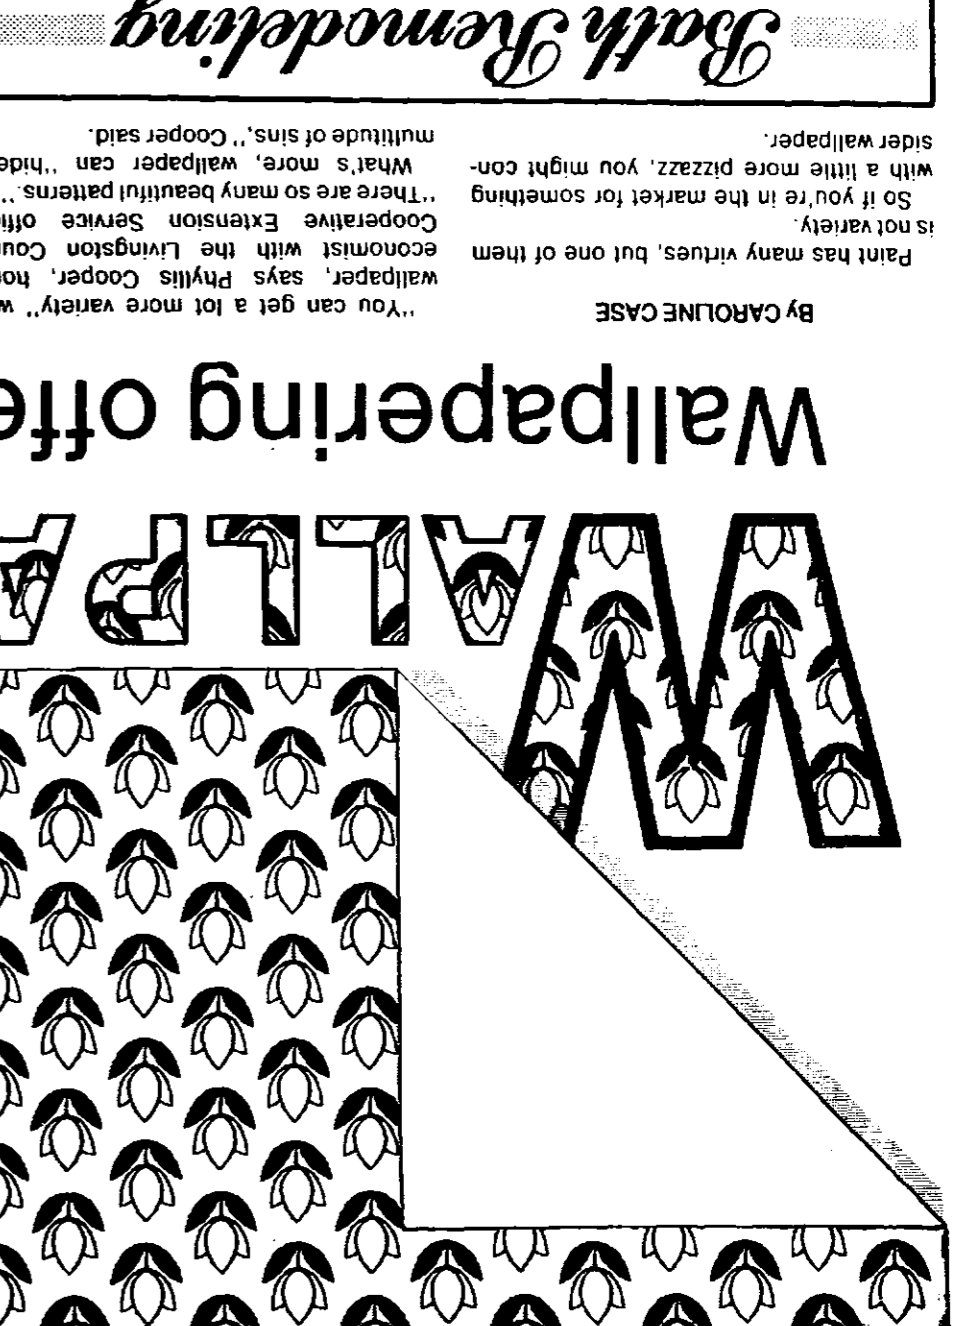 WALLPA
Wallpapering offe
By CAROLINE CASE
Paint has many virtues, but one of them
is not variety.
So if you're in the market for something
with a little more pizzazz, you might con-
sider wallpaper.
"You can get a lot more variety" w
wallpaper, says Phyllis Cooper,
economist with the Livingston Coun
Cooperative Extension Service offi
"There are so many beautiful patterns."
What's more, wallpaper can "hide
multitude of sins," Cooper said.
Bath Remodeling